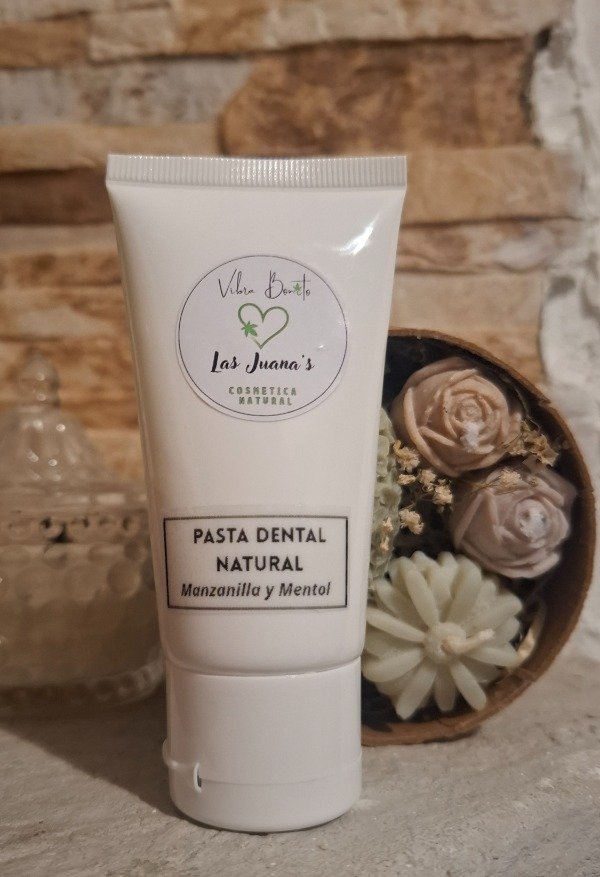 Vibra Bonito
Las Juana's
COSMETICA
NATURAL
PASTA DENTAL
NATURAL
Manzanilla y Mentol